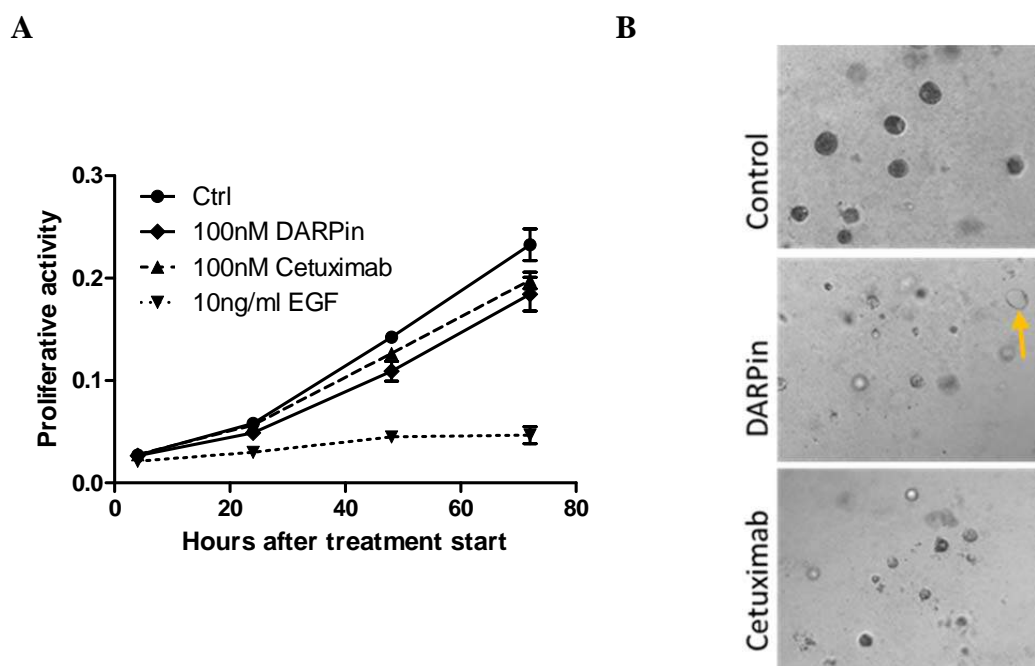 A
B
0.3
0.2
0.1
0.0
Proliferative activity
Ctrl
100nM DARPin
100nM Cetuximab
10ng/ml EGF
0
20
40
60
80
Hours after treatment start
Control
DARPin
Cetuximab